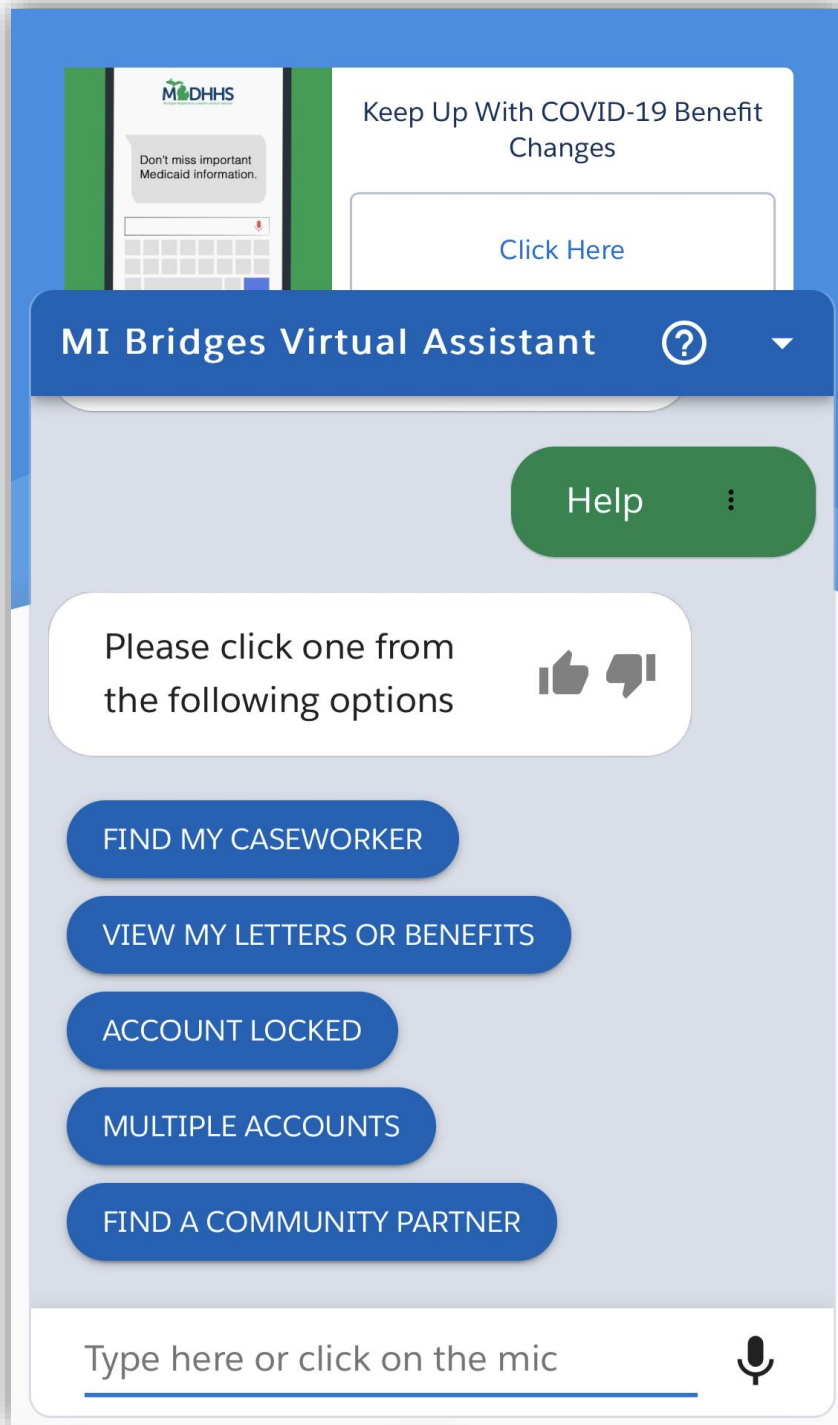 MDHHS
Don't miss important
Medicaid information.
Keep Up With COVID-19 Benefit
Changes
Click Here
MI Bridges Virtual Assistant
Help
Please click one from
the following options
FIND MY CASEWORKER
VIEW MY LETTERS OR BENEFITS
ACCOUNT LOCKED
MULTIPLE ACCOUNTS
FIND A COMMUNITY PARTNER
Type here or click on the mic